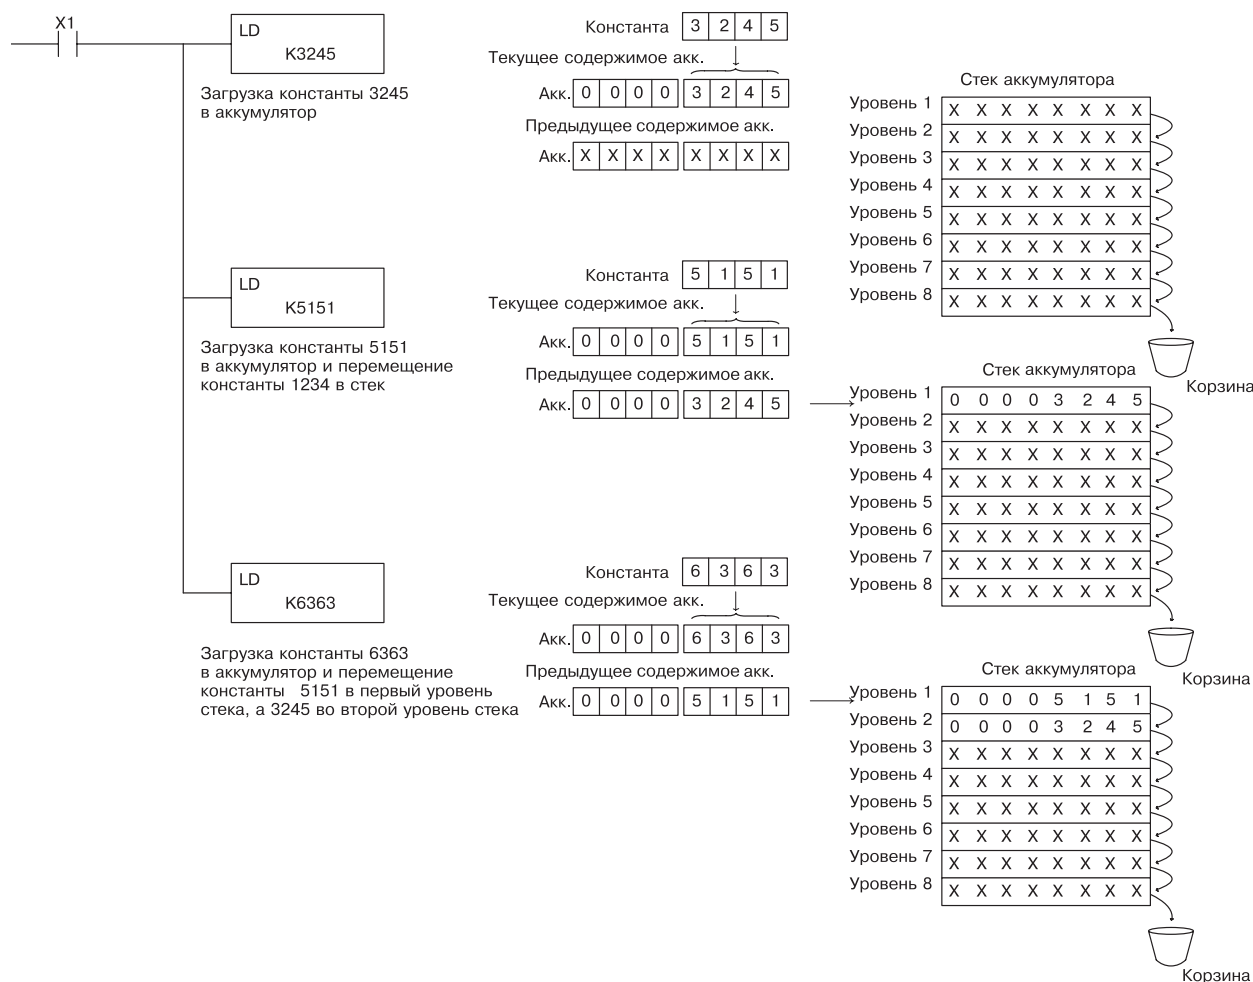 X1
LD
K3245
Загрузка константы 3245
в аккумулятор
Константа 3 2 4 5
Текущее содержимое акк.
Акк. 0 0 0 0 3 2 4 5
Предыдущее содержимое акк.
Акк. X X X X X X X X
Стек аккумулятора
Уровень 1 X X X X X X X X
Уровень 2 X X X X X X X X
Уровень 3 X X X X X X X X
Уровень 4 X X X X X X X X
Уровень 5 X X X X X X X X
Уровень 6 X X X X X X X X
Уровень 7 X X X X X X X X
Уровень 8 X X X X X X X X
Корзина
LD
K5151
Загрузка константы 5151
в аккумулятор и перемещение
константы 1234 в стек
Константа 5 1 5 1
Текущее содержимое акк.
Акк. 0 0 0 0 5 1 5 1
Предыдущее содержимое акк.
Акк. 0 0 0 0 3 2 4 5
Стек аккумулятора
Уровень 1 0 0 0 0 3 2 4 5
Уровень 2 X X X X X X X X
Уровень 3 X X X X X X X X
Уровень 4 X X X X X X X X
Уровень 5 X X X X X X X X
Уровень 6 X X X X X X X X
Уровень 7 X X X X X X X X
Уровень 8 X X X X X X X X
Корзина
LD
K6363
Загрузка константы 6363
в аккумулятор и перемещение
константы 5151 в первый уровень
стека, а 3245 во второй уровень стека
Константа 6 3 6 3
Текущее содержимое акк.
Акк. 0 0 0 0 6 3 6 3
Предыдущее содержимое акк.
Акк. 0 0 0 0 5 1 5 1
Стек аккумулятора
Уровень 1 0 0 0 0 5 1 5 1
Уровень 2 0 0 0 0 3 2 4 5
Уровень 3 X X X X X X X X
Уровень 4 X X X X X X X X
Уровень 5 X X X X X X X X
Уровень 6 X X X X X X X X
Уровень 7 X X X X X X X X
Уровень 8 X X X X X X X X
Корзина